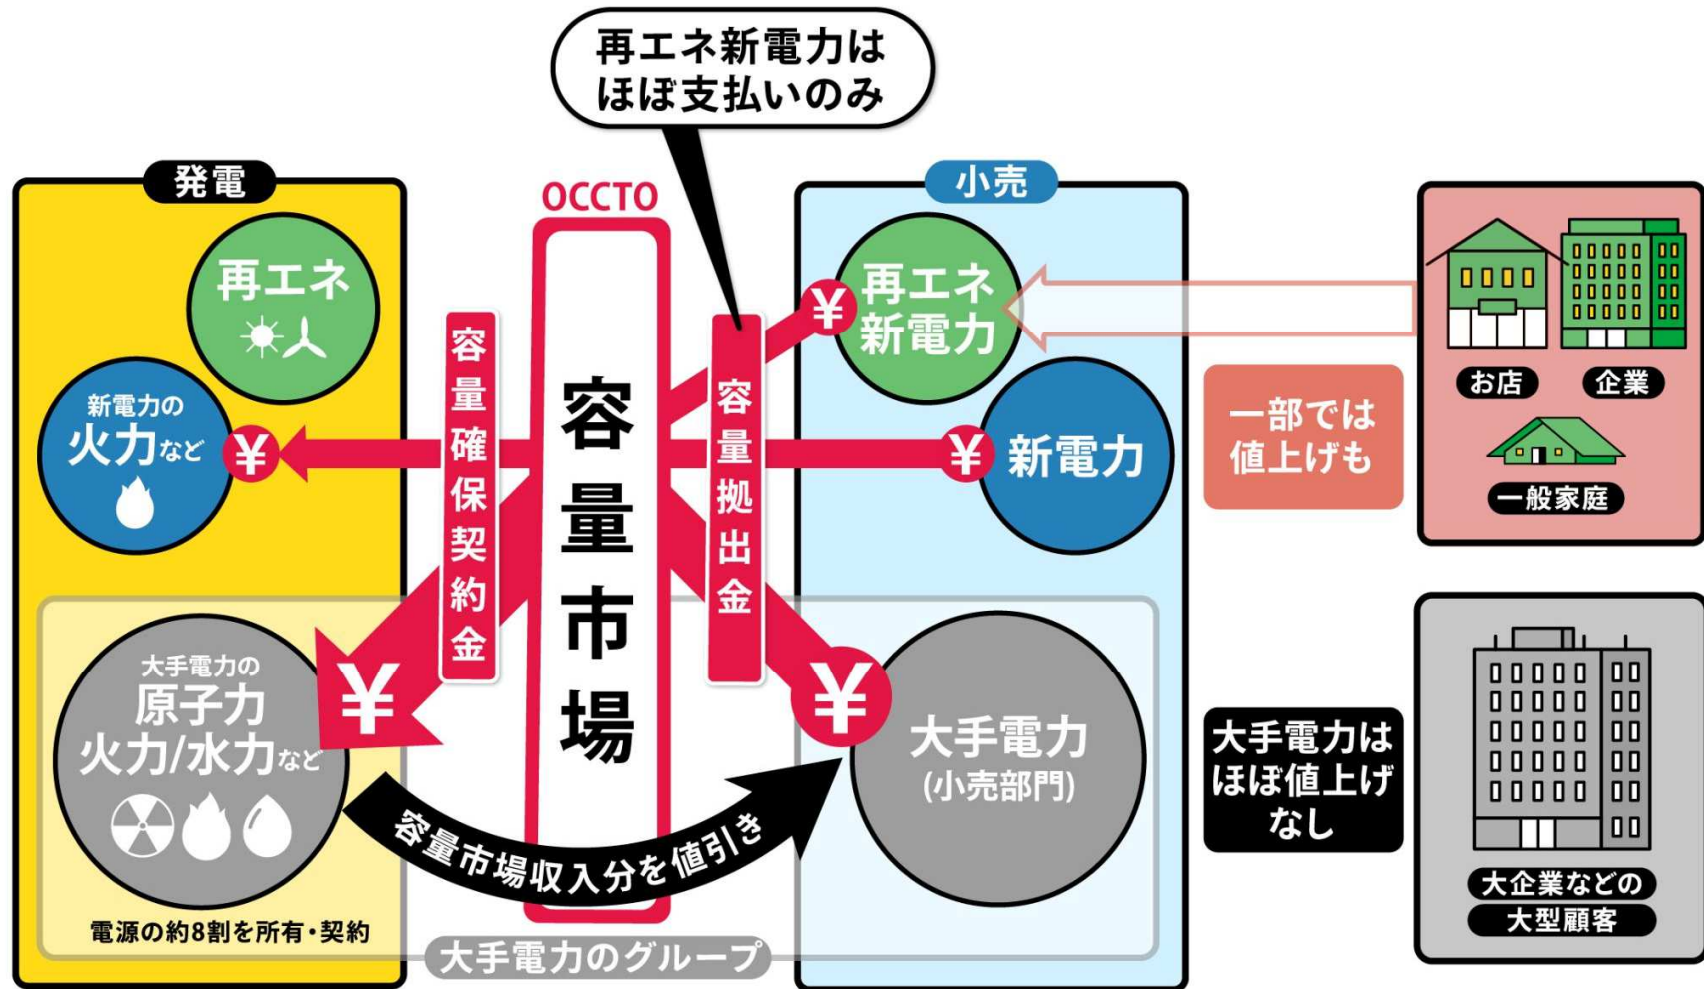 再エネ新電力は
ほぼ支払いのみ
発電
OCCTO
小売
再エネ
新電力の
火力など
¥
容量確保契約金
容量市場
容量拠出金
¥
再エネ
新電力
¥
新電力
一部では
値上げも
お店
企業
一般家庭
大手電力の
原子力
火力/水力など
¥
電源の約8割を所有・契約
容量市場収入分を値引き
大手電力のグループ
¥
大手電力
(小売部門)
大手電力は
ほぼ値上げ
なし
大企業などの
大型顧客